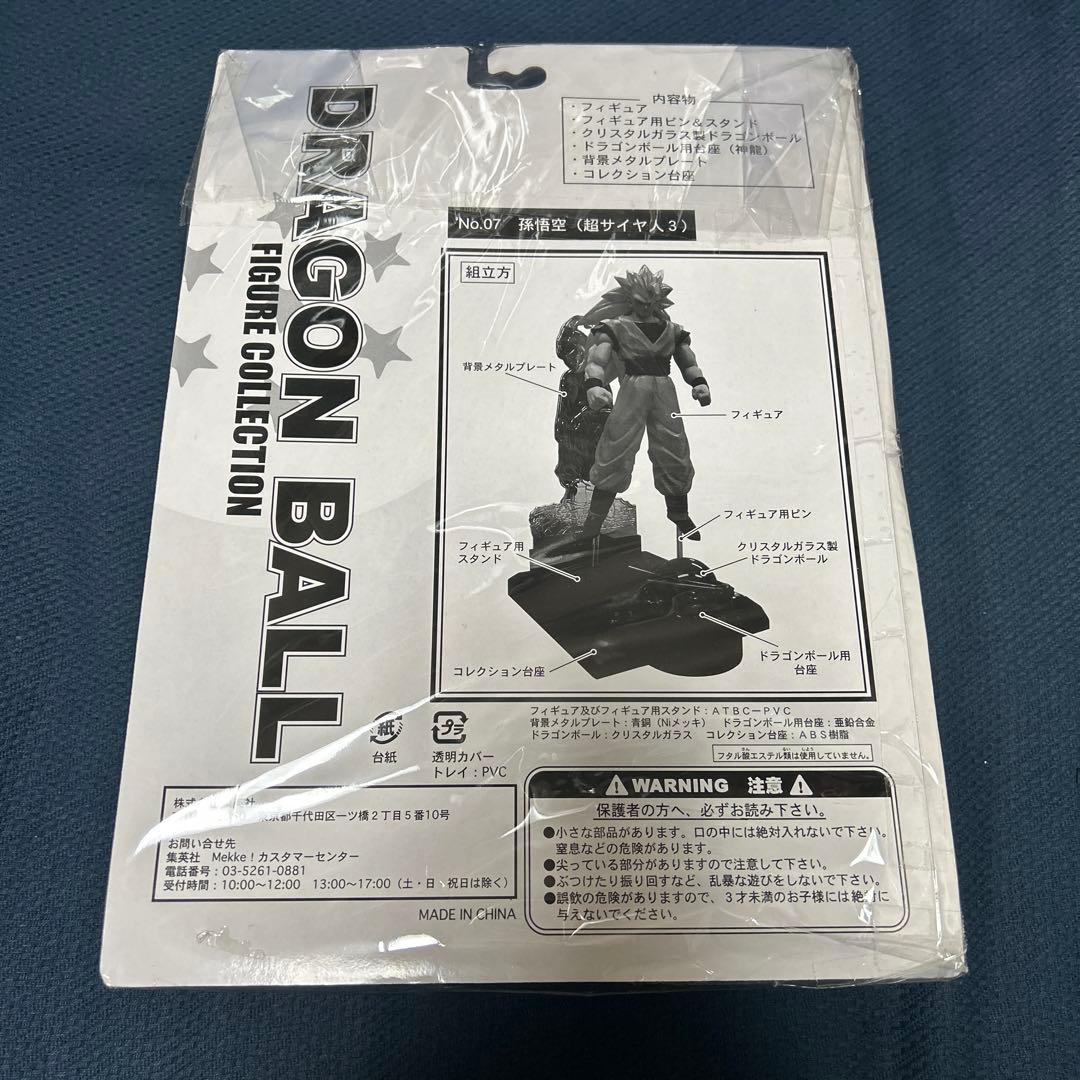 DRAGON BALL
FIGURE COLLECTION
内容物
・フィギュア
・フィギュア用ピン&スタンド
・クリスタルガラス製ドラゴンボール
・ドラゴンボール用台座（神龍）
・背景メタルプレート
・コレクション台座
No.07 孫悟空（超サイヤ人3）
組立方
背景メタルプレート
フィギュア
フィギュア用ピン
フィギュア用
スタンド
クリスタルガラス製
ドラゴンボール
コレクション台座
ドラゴンボール用
台座
フィギュア及びフィギュア用スタンド：ATBC－PVC
背景メタルプレート：青銅（Niメッキ） ドラゴンボール用台座：亜鉛合金
ドラゴンボール：クリスタルガラス コレクション台座：ABS樹脂
フタル酸エステル類は使用していません。
紙
台紙
プラ
透明カバー
トレイ：PVC
WARNING 注意
保護者の方へ、必ずお読み下さい。
●小さな部品があります。口の中には絶対入れないで下さい。
窒息などの危険があります。
●尖っている部分がありますので注意して下さい。
●ぶつけたり振り回すなど、乱暴な遊びをしないで下さい。
●誤飲の危険がありますので、3才未満のお子様には絶対に
与えないでください。
株式
東京都千代田区一ツ橋2丁目5番10号
お問い合せ先
集英社 Mekke！カスタマーセンター
電話番号：03-5261-0881
受付時間：10:00～12:00 13:00～17:00（土・日・祝日は除く）
MADE IN CHINA